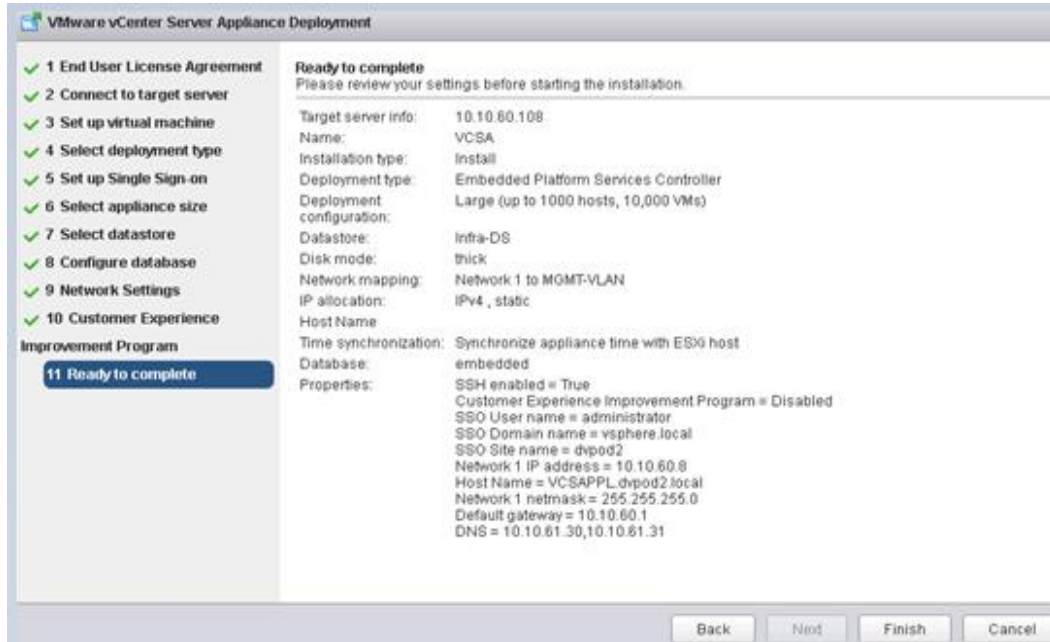 VMware vCenter Server Appliance Deployment
1 End User License Agreement
2 Connect to target server
3 Set up virtual machine
4 Select deployment type
5 Set up Single Sign-on
6 Select appliance size
7 Select datastore
8 Configure database
9 Network Settings
10 Customer Experience
Improvement Program
11 Ready to complete
Ready to complete
Please review your settings before starting the installation.
Target server info: 10.10.60.108
Name: VCSA
Installation type: Install
Deployment type: Embedded Platform Services Controller
Deployment Large (up to 1000 hosts, 10,000 VMs)
configuration:
Datastore: Infra-DS
Disk mode: thick
Network mapping: Network 1 to MGMT-VLAN
IP allocation: IPv4 , static
Host Name
Time synchronization: Synchronize appliance time with ESXi host
Database: embedded
Properties: SSH enabled = True
Customer Experience Improvement Program = Disabled
SSO User name = administrator
SSO Domain name = vsphere.local
SSO Site name = dvpod2
Network 1 IP address = 10.10.60.8
Host Name = VCSAPPL.dvpod2.local
Network 1 netmask = 255.255.255.0
Default gateway = 10.10.60.1
DNS = 10.10.61.30,10.10.61.31
Back Next Finish Cancel